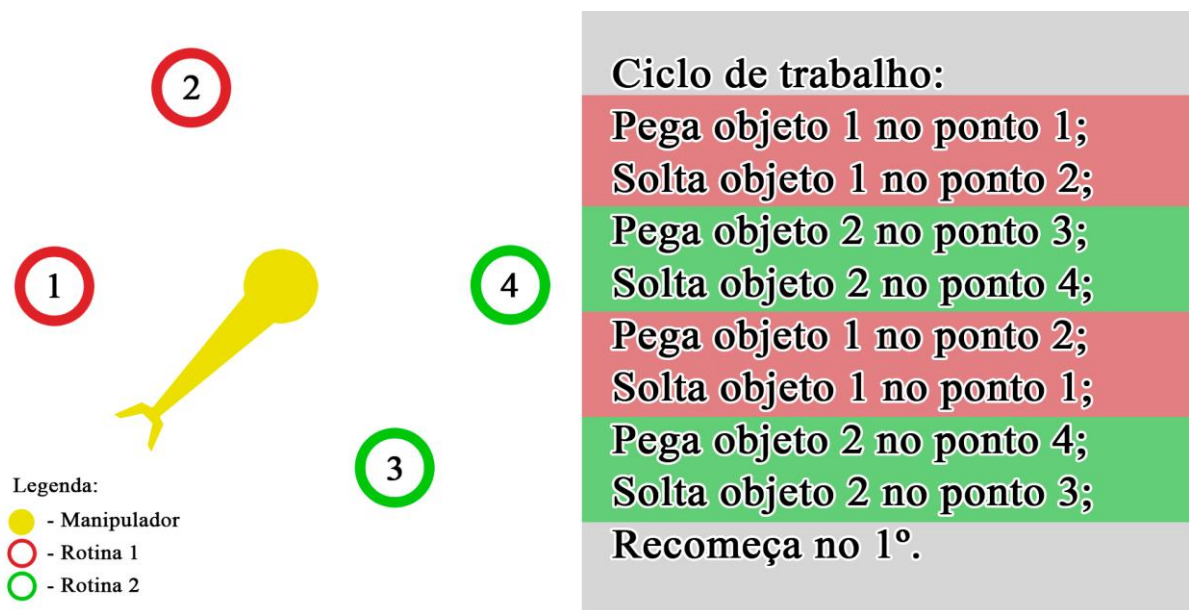 2
1
4
3
Legenda:
- Manipulador
- Rotina 1
- Rotina 2
Ciclo de trabalho:
Pega objeto 1 no ponto 1;
Solta objeto 1 no ponto 2;
Pega objeto 2 no ponto 3;
Solta objeto 2 no ponto 4;
Pega objeto 1 no ponto 2;
Solta objeto 1 no ponto 1;
Pega objeto 2 no ponto 4;
Solta objeto 2 no ponto 3;
Recomeça no 1º.